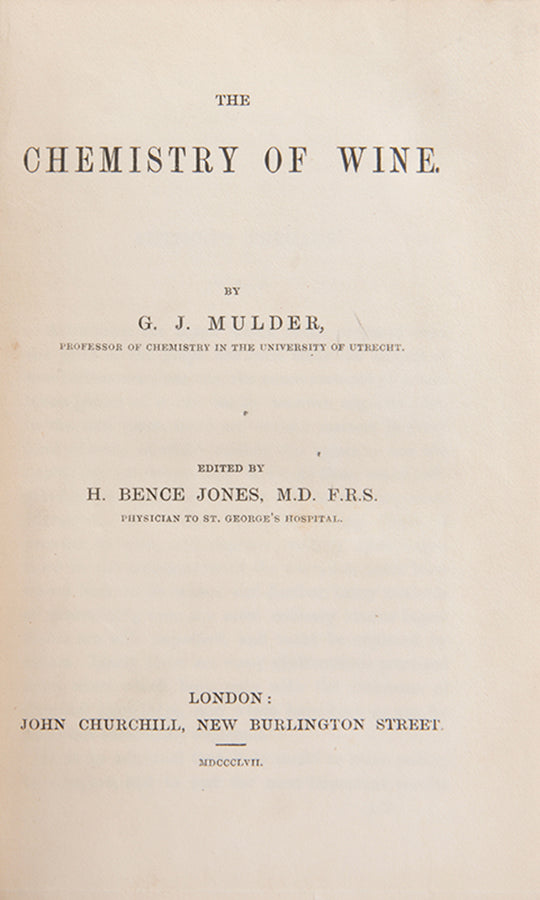 THE
CHEMISTRY OF WINE.
BY
G. J. MULDER,
PROFESSOR OF CHEMISTRY IN THE UNIVERSITY OF UTRECHT.
EDITED BY
H. BENCE JONES, M.D. F.R.S.
PHYSICIAN TO ST. GEORGE'S HOSPITAL.
LONDON:
JOHN CHURCHILL, NEW BURLINGTON STREET.
MDCCCLVII.